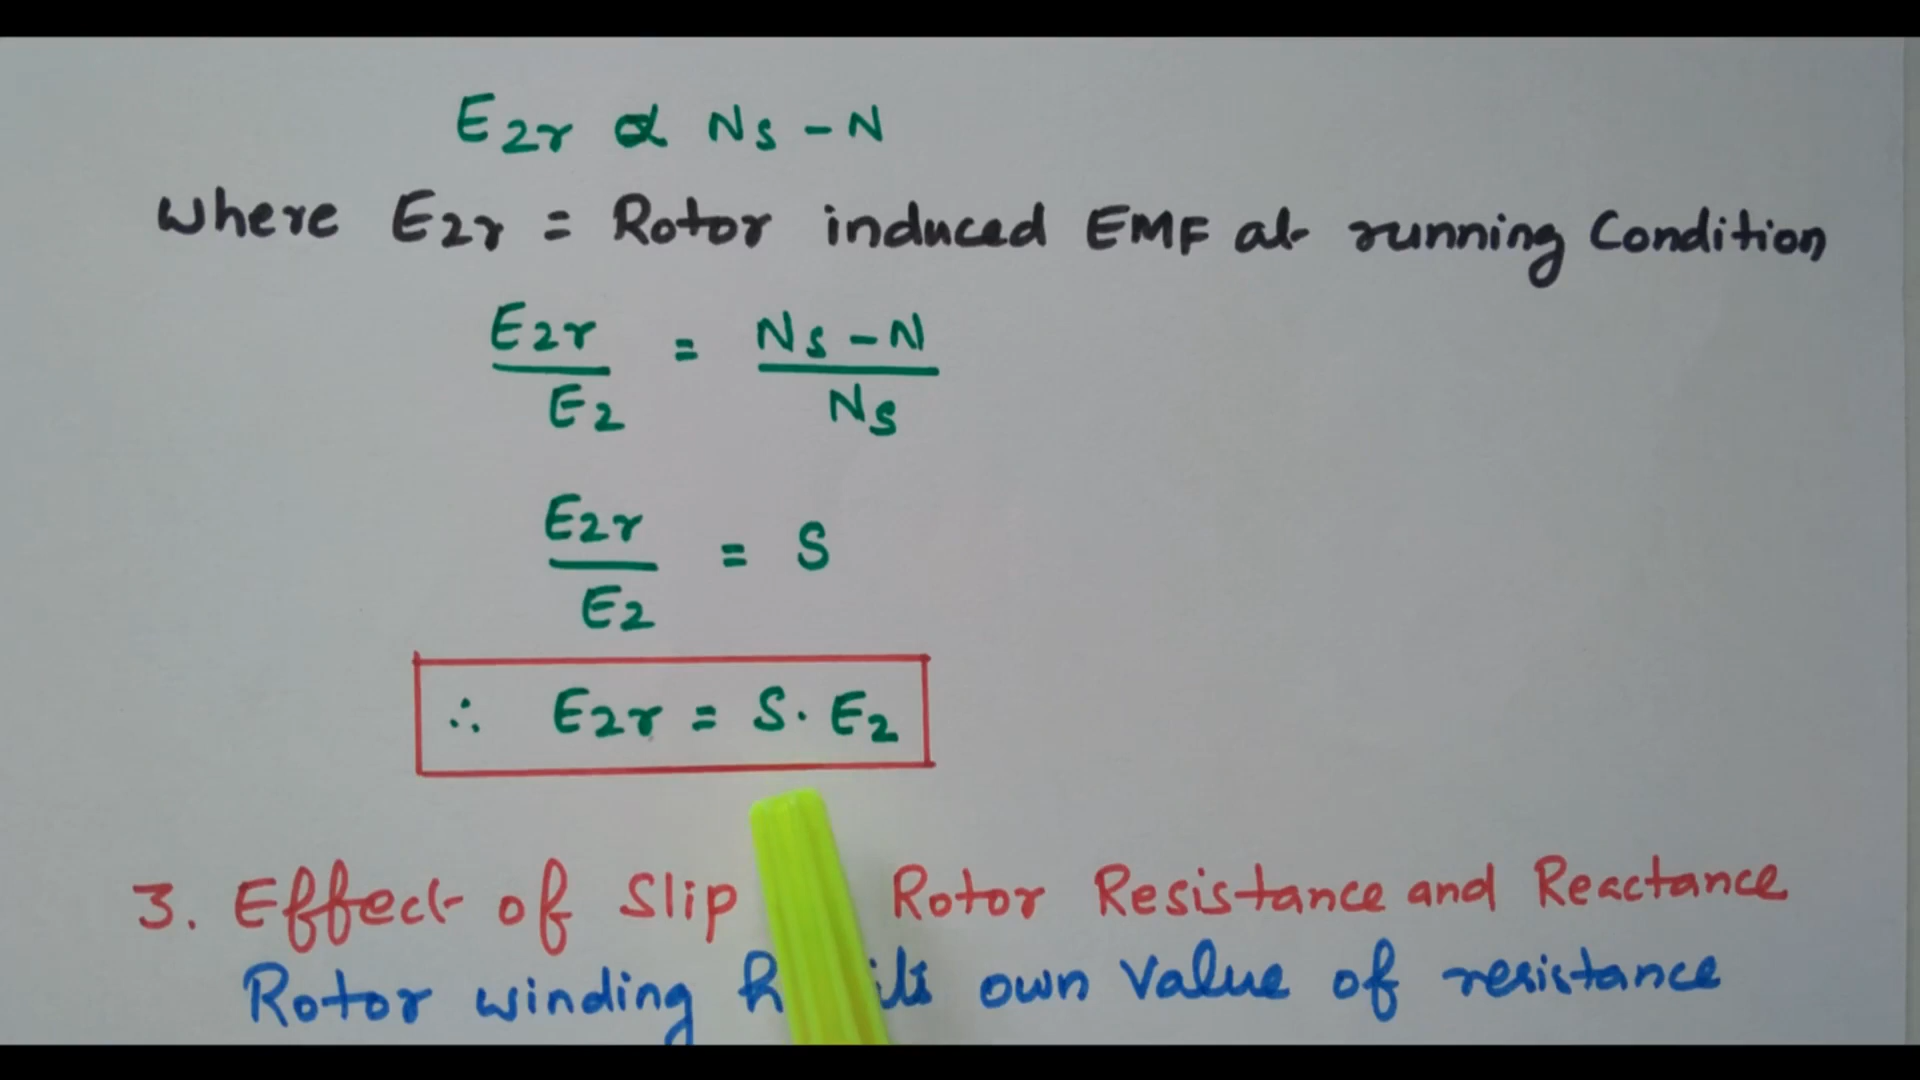 E2r ∝ Ns - N
where E2r = Rotor induced EMF at running Condition
E2r / E2 = Ns - N / Ns
E2r / E2 = S
∴ E2r = S. E2
3. Effect of Slip Rotor Resistance and Reactance
Rotor winding its own value of resistance